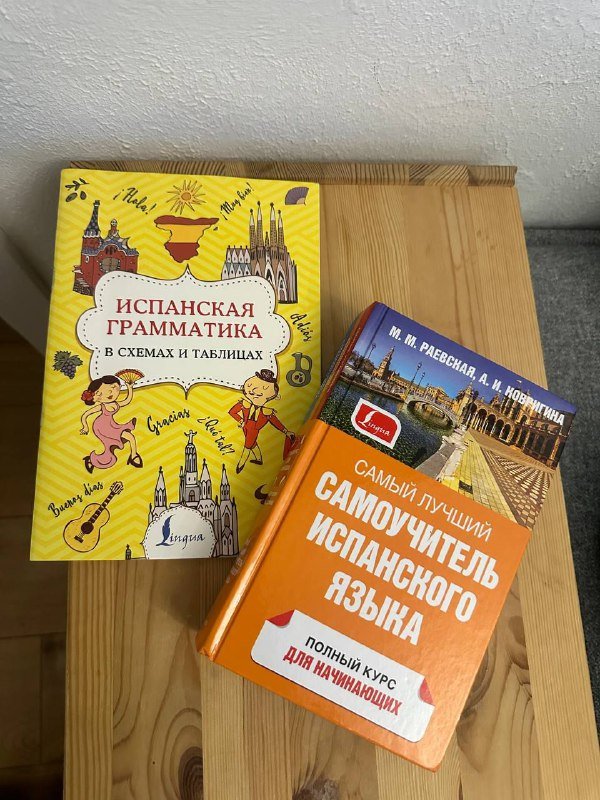 ¡Hola!
¡Muy bien!
ИСПАНСКАЯ
ГРАММАТИКА
В СХЕМАХ И ТАБЛИЦАХ
Adiós
Gracias
¿Qué tal?
Buenos días
Lingua
М. М. РАЕВСКАЯ, А. И. КОВРИГИНА
Lingua
САМЫЙ ЛУЧШИЙ
САМОУЧИТЕЛЬ
ИСПАНСКОГО
ЯЗЫКА
ПОЛНЫЙ КУРС
ДЛЯ НАЧИНАЮЩИХ